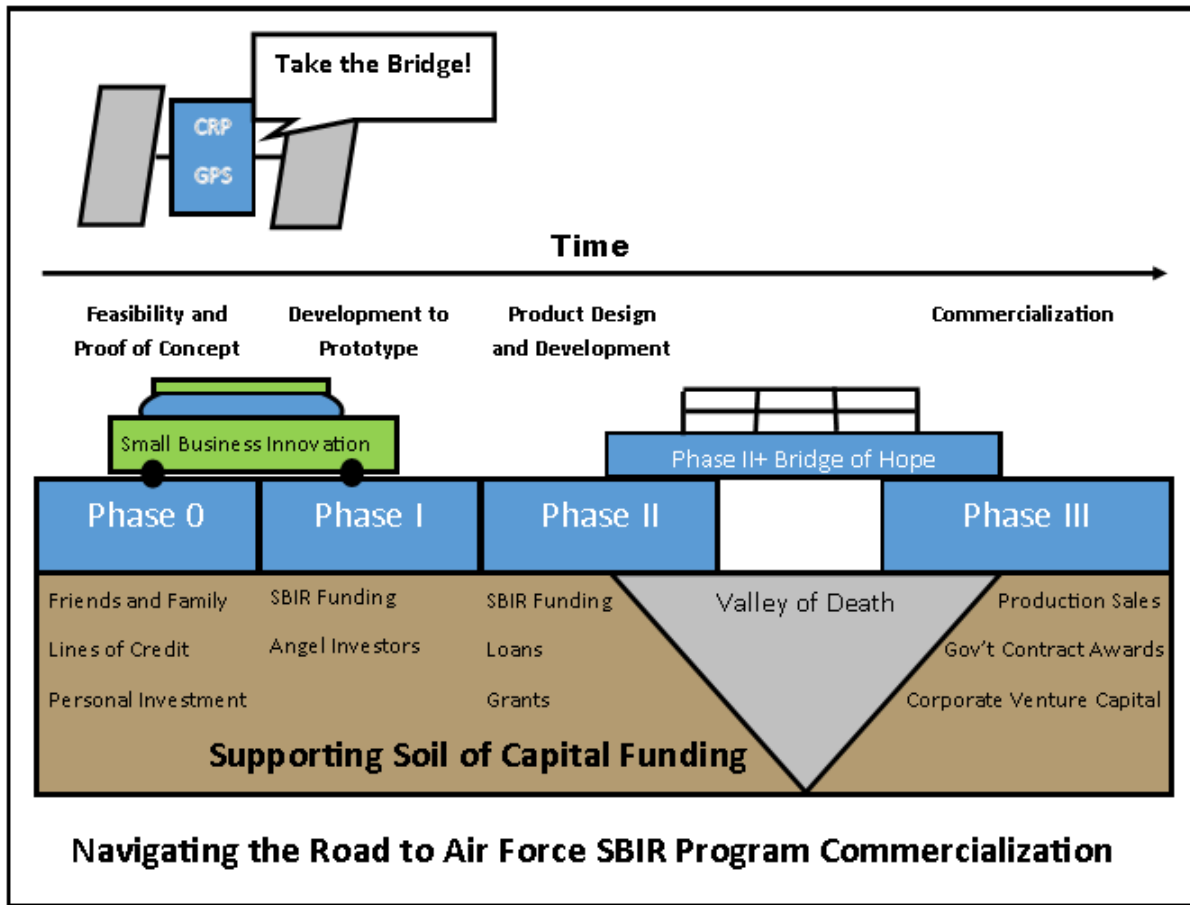 Take the Bridge!
CRP
GPS
Time
Feasibility and
Proof of Concept
Development to
Prototype
Product Design
and Development
Commercialization
Small Business Innovation
Phase II+ Bridge of Hope
Phase 0
Phase I
Phase II
Phase III
Friends and Family
Lines of Credit
Personal Investment
SBIR Funding
Angel Investors
SBIR Funding
Loans
Grants
Valley of Death
Production Sales
Gov't Contract Awards
Corporate Venture Capital
Supporting Soil of Capital Funding
Navigating the Road to Air Force SBIR Program Commercialization